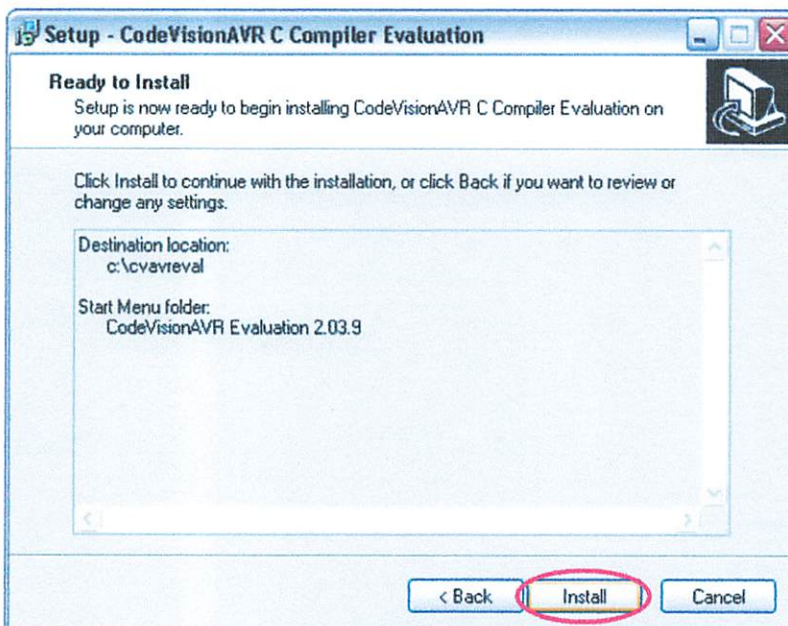 Setup - CodeVisionAVR C Compiler Evaluation
Ready to Install
Setup is now ready to begin installing CodeVisionAVR C Compiler Evaluation on
your computer.
Click Install to continue with the installation, or click Back if you want to review or
change any settings.
Destination location:
c:\cvavreval
Start Menu folder:
CodeVisionAVR Evaluation 2.03.9
< Back
Install
Cancel